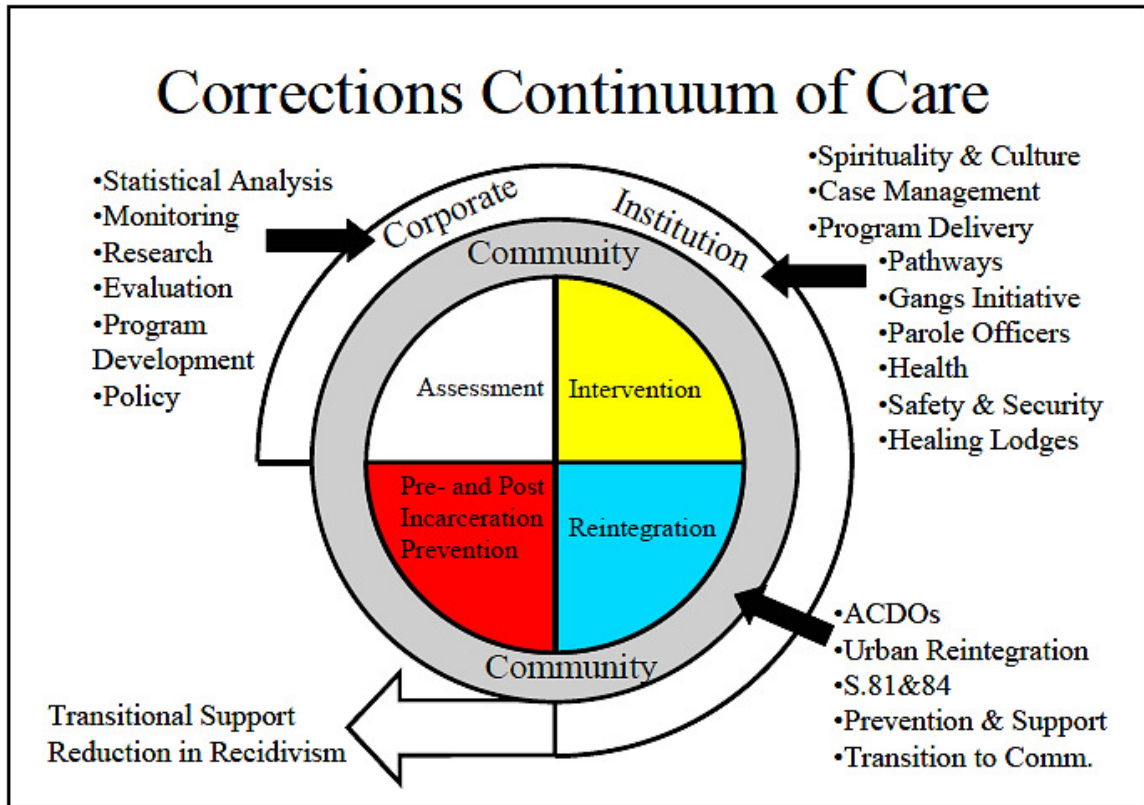 Corrections Continuum of Care
•Statistical Analysis
•Monitoring
•Research
•Evaluation
•Program
Development
•Policy
Corporate
Institution
•Spirituality & Culture
•Case Management
•Program Delivery
•Pathways
•Gangs Initiative
•Parole Officers
•Health
•Safety & Security
•Healing Lodges
Community
Assessment
Intervention
Pre- and Post
Incarceration
Prevention
Reintegration
Community
•ACDOs
•Urban Reintegration
•S.81&84
•Prevention & Support
•Transition to Comm.
Transitional Support
Reduction in Recidivism